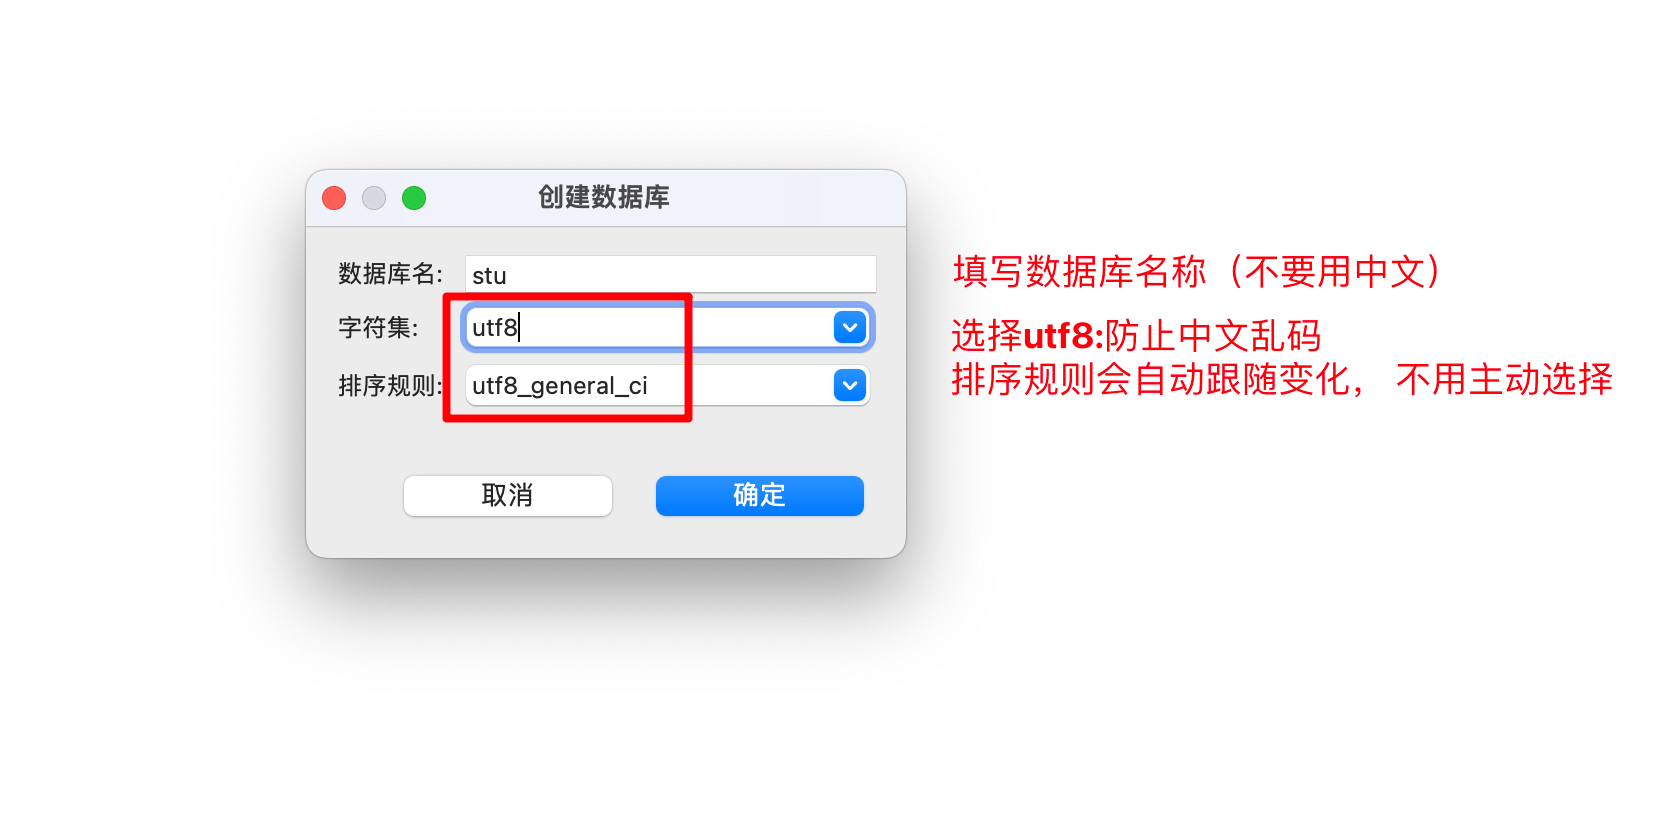 创建数据库
数据库名: stu
字符集: utf8
排序规则: utf8_general_ci
取消 确定
填写数据库名称（不要用中文）
选择utf8:防止中文乱码
排序规则会自动跟随变化， 不用主动选择